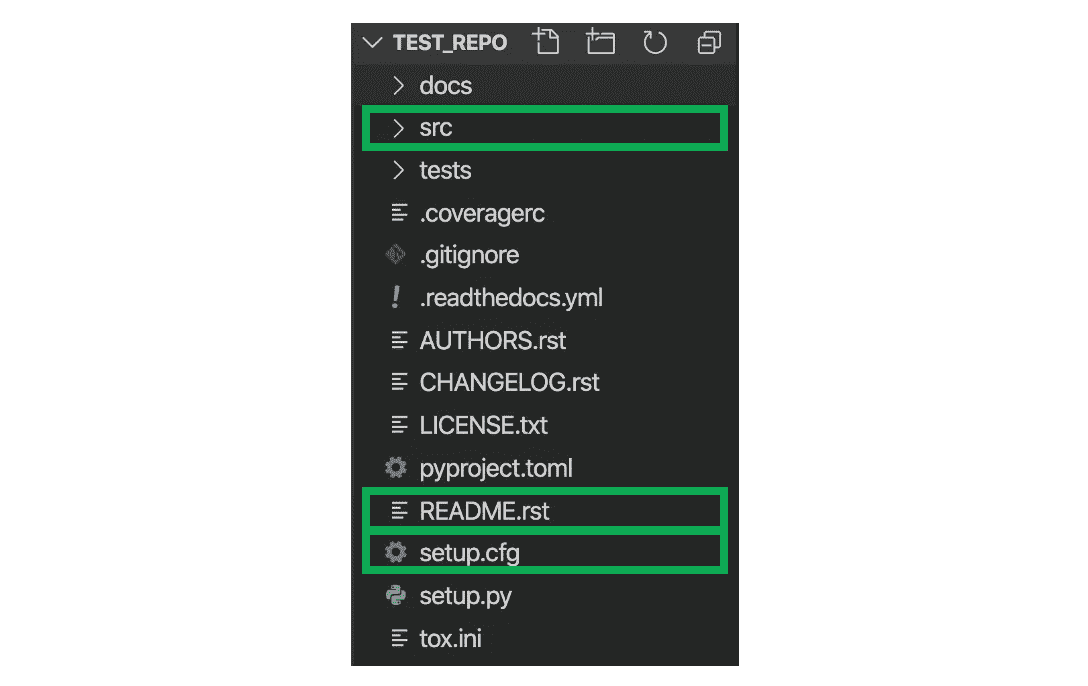 TEST_REPO
docs
src
tests
.coveragerc
.gitignore
.readthedocs.yml
AUTHORS.rst
CHANGELOG.rst
LICENSE.txt
pyproject.toml
README.rst
setup.cfg
setup.py
tox.ini